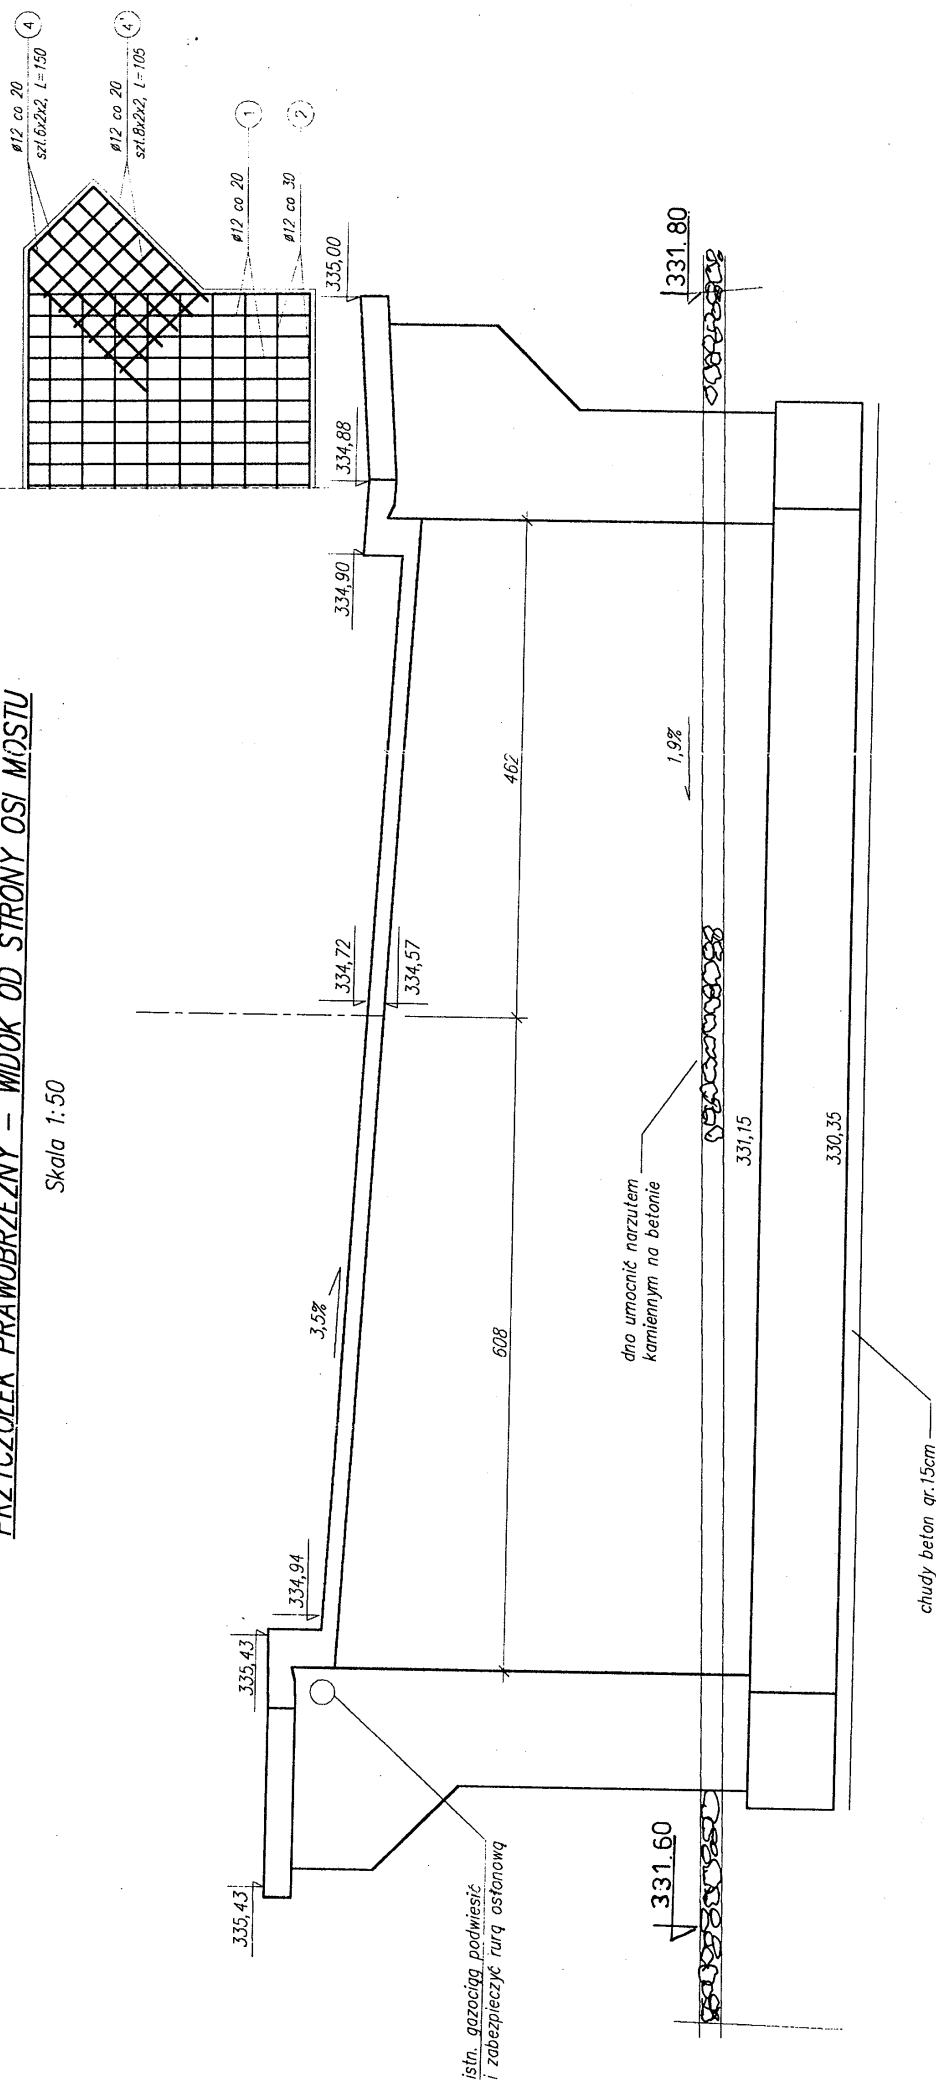 PRZYCZÓŁEK PRAWOBRZEŻNY – WIDOK OD STRONY OSI MOSTU
Skala 1:50
ø12 co 20
szt.6x2x2, L=150
4
ø12 co 20
szt.8x2x2, L=105
4'
ø12 co 20
1
ø12 co 30
2
335,43
335,43
334,94
3,5%
334,72
334,57
334,90
334,88
335,00
608
462
istn. gazociąg podwiesić
i zabezpieczyć rurą osłonową
331.60
dno umocnić narzutem
kamiennym na betonie
1,9%
331.80
331,15
330,35
chudy beton gr.15cm